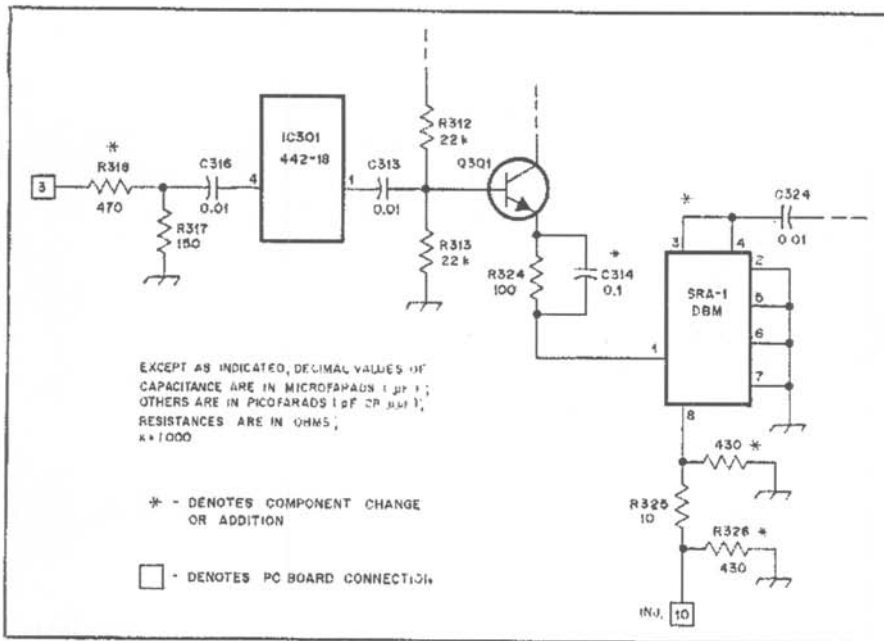 3
*
R318
470
R317
150
C316
0.01
4
IC301
442-18
1
C313
0.01
R312
22 k
R313
22 k
Q301
R324
100
*
C314
0.1
1
*
3
4
C324
0.01
SRA-1
DBM
2
5
6
7
8
430 *
R325
10
R326 *
430
INJ. 10
EXCEPT AS INDICATED, DECIMAL VALUES OF
CAPACITANCE ARE IN MICROFARADS ( µF );
OTHERS ARE IN PICOFARADS ( pF OR µµF );
RESISTANCES ARE IN OHMS;
k=1000
* - DENOTES COMPONENT CHANGE
OR ADDITION
- DENOTES PC BOARD CONNECTION